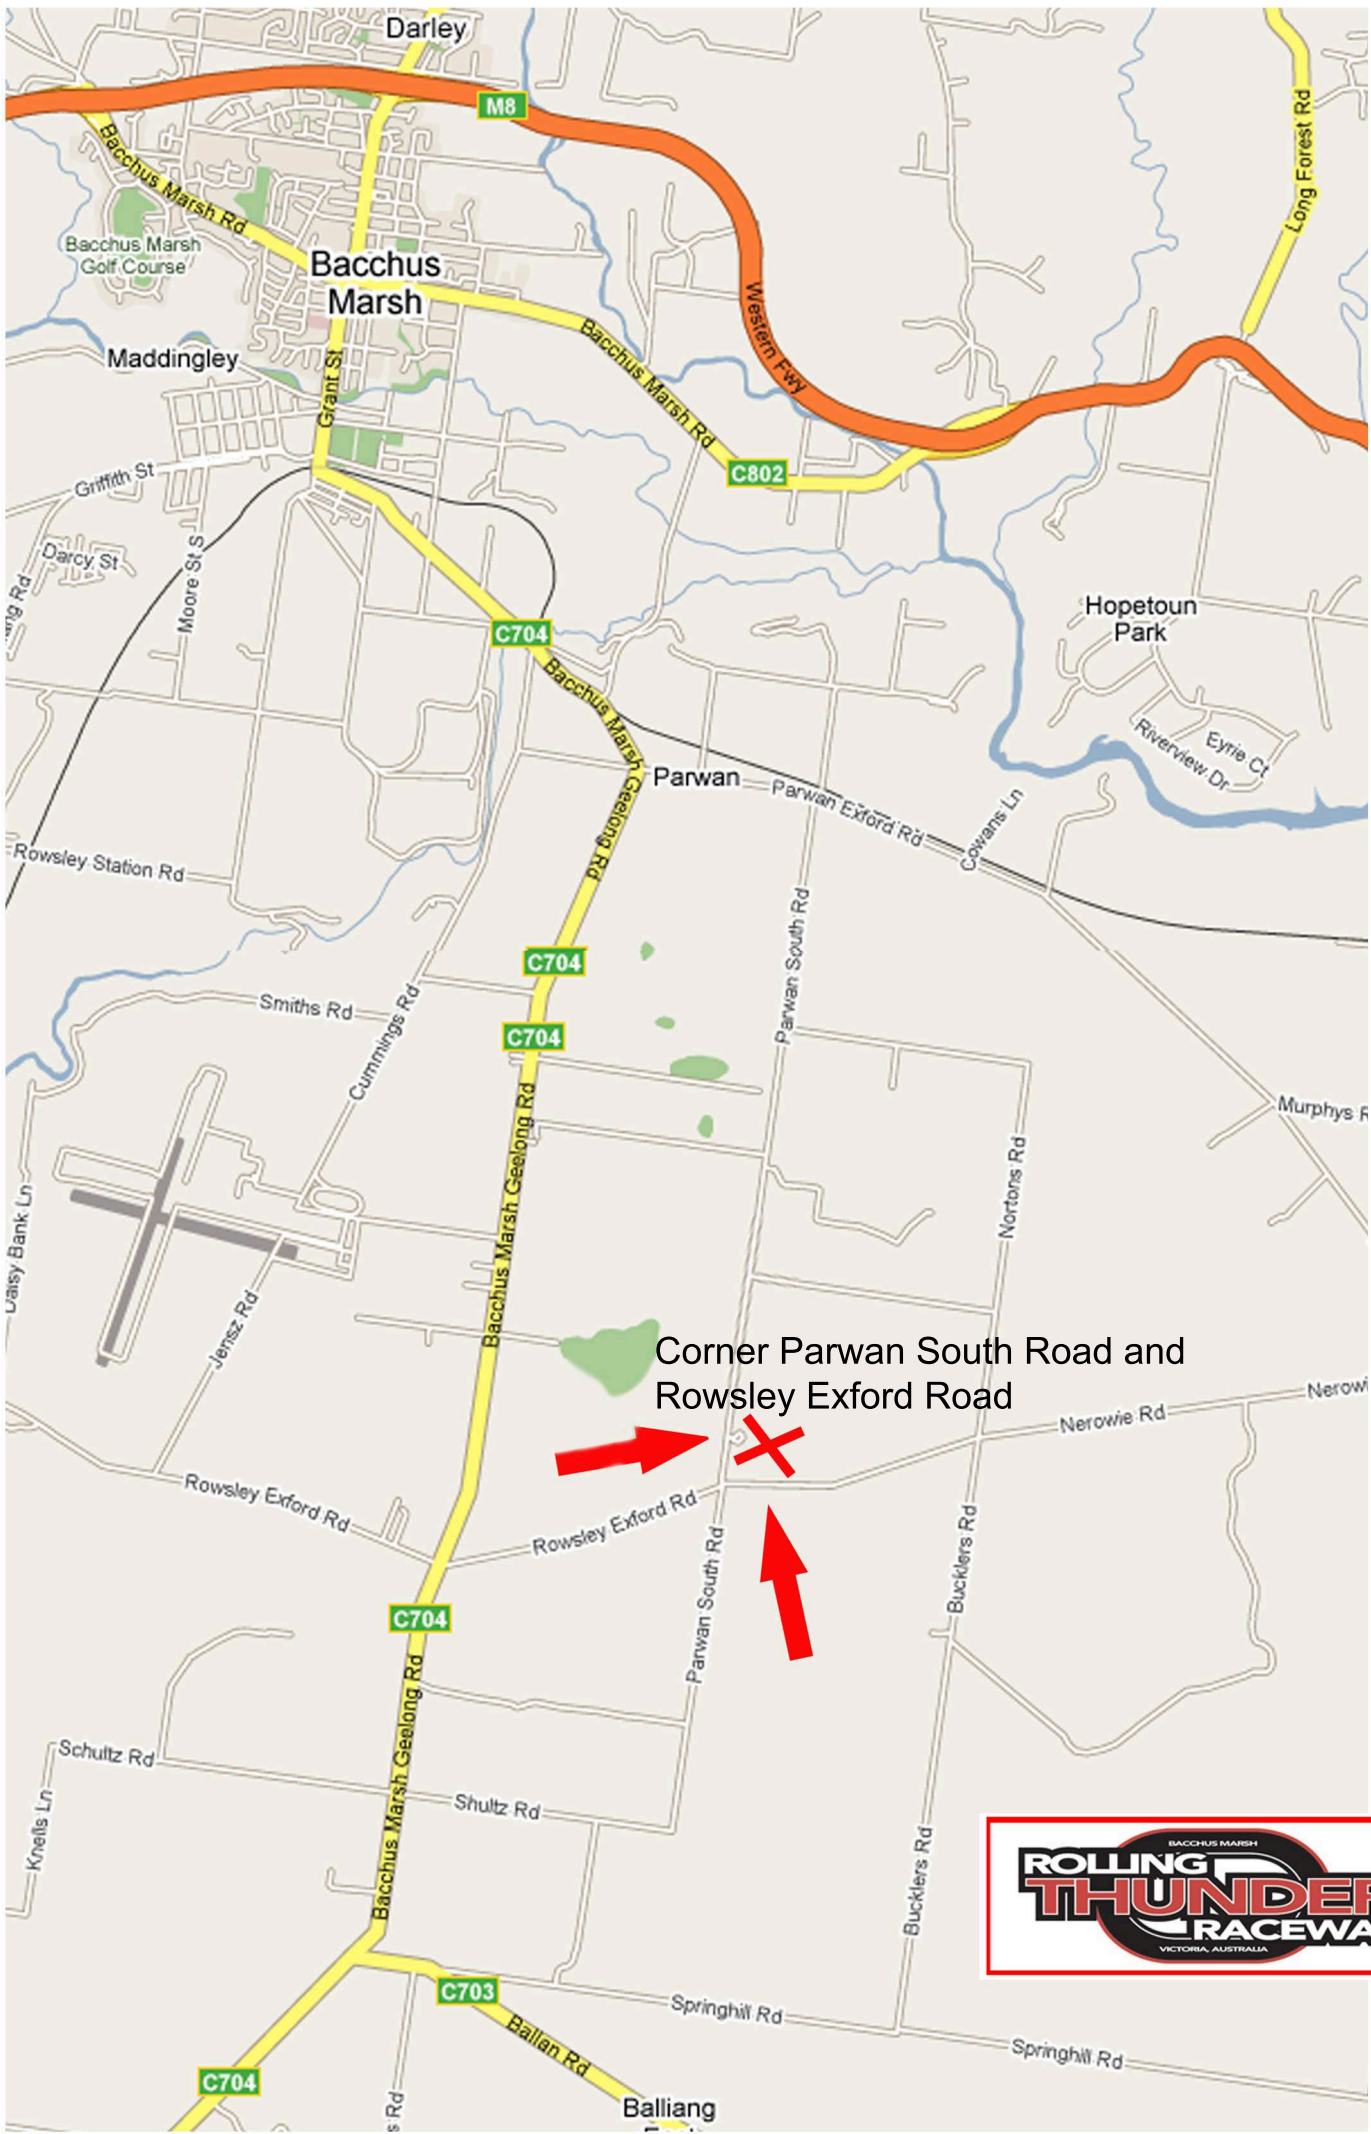 Darley
M8
Long Forest Rd
Bacchus Marsh Rd
Bacchus Marsh
Golf Course
Bacchus
Marsh
Western Fwy
Bacchus Marsh Rd
Maddingley
Grant St
C802
Griffith St
Darcy St
Moore St S
Rd
Hopetoun
Park
C704
Bacchus Marsh Geelong Rd
Riverview Dr
Eyrie Ct
Parwan
Parwan Exford Rd
Cowans Ln
Rowsley Station Rd
Parwan South Rd
C704
Smiths Rd
Cummings Rd
C704
Murphys
Bacchus Marsh Geelong Rd
Nortons Rd
Daisy Bank Ln
Jensz Rd
Corner Parwan South Road and
Rowsley Exford Road
Nerowi
Nerowie Rd
Rowsley Exford Rd
Rowsley Exford Rd
Parwan South Rd
Bucklers Rd
C704
Bacchus Marsh Geelong Rd
Schultz Rd
Shultz Rd
Knells Ln
Bucklers Rd
BACCHUS MARSH
ROLLING
THUNDER
RACEWA
VICTORIA, AUSTRALIA
C703
Springhill Rd
Ballan Rd
Springhill Rd
C704
s Rd
Balliang